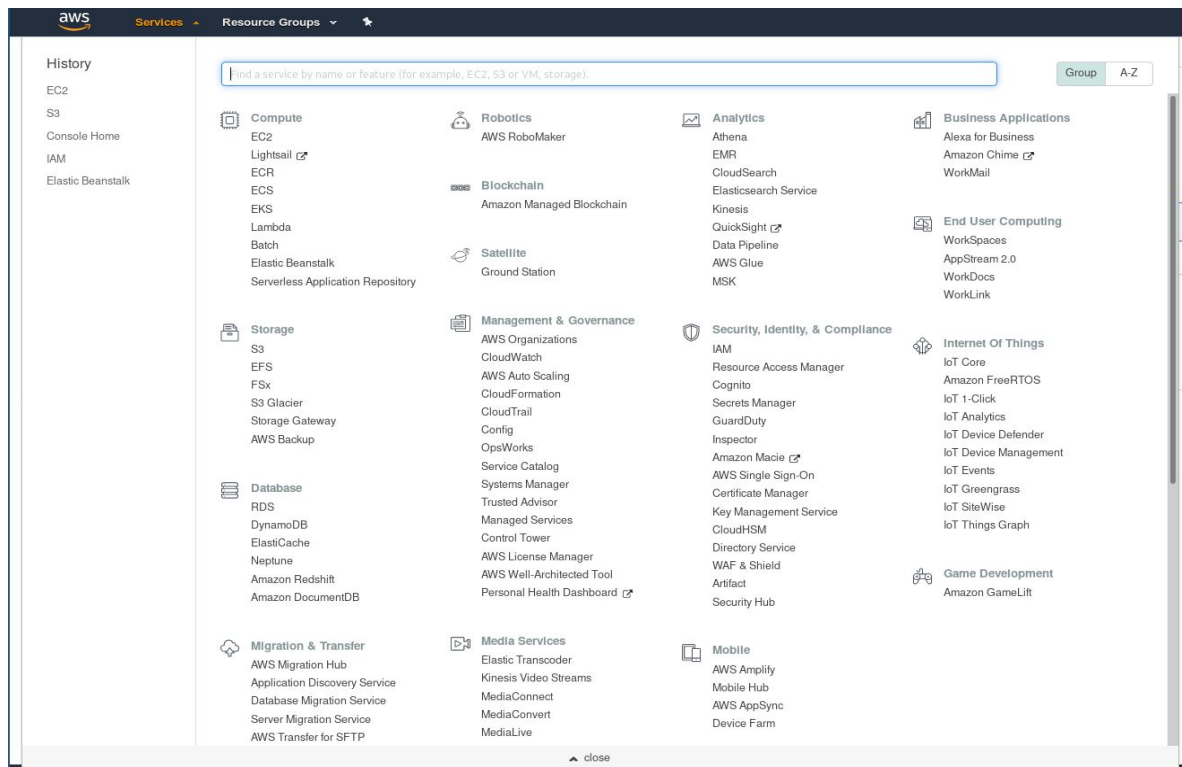 aws
Services
Resource Groups
History
EC2
S3
Console Home
IAM
Elastic Beanstalk
Find a service by name or feature (for example, EC2, S3 or VM, storage).
Group
A-Z
Compute
EC2
Lightsail
ECR
ECS
EKS
Lambda
Batch
Elastic Beanstalk
Serverless Application Repository
Storage
S3
EFS
FSx
S3 Glacier
Storage Gateway
AWS Backup
Database
RDS
DynamoDB
ElastiCache
Neptune
Amazon Redshift
Amazon DocumentDB
Migration & Transfer
AWS Migration Hub
Application Discovery Service
Database Migration Service
Server Migration Service
AWS Transfer for SFTP
Robotics
AWS RoboMaker
Blockchain
Amazon Managed Blockchain
Satellite
Ground Station
Management & Governance
AWS Organizations
CloudWatch
AWS Auto Scaling
CloudFormation
CloudTrail
Config
OpsWorks
Service Catalog
Systems Manager
Trusted Advisor
Managed Services
Control Tower
AWS License Manager
AWS Well-Architected Tool
Personal Health Dashboard
Media Services
Elastic Transcoder
Kinesis Video Streams
MediaConnect
MediaConvert
MediaLive
Analytics
Athena
EMR
CloudSearch
Elasticsearch Service
Kinesis
QuickSight
Data Pipeline
AWS Glue
MSK
Security, Identity, & Compliance
IAM
Resource Access Manager
Cognito
Secrets Manager
GuardDuty
Inspector
Amazon Macie
AWS Single Sign-On
Certificate Manager
Key Management Service
CloudHSM
Directory Service
WAF & Shield
Artifact
Security Hub
Mobile
AWS Amplify
Mobile Hub
AWS AppSync
Device Farm
Business Applications
Alexa for Business
Amazon Chime
WorkMail
End User Computing
WorkSpaces
AppStream 2.0
WorkDocs
WorkLink
Internet Of Things
IoT Core
Amazon FreeRTOS
IoT 1-Click
IoT Analytics
IoT Device Defender
IoT Device Management
IoT Events
IoT Greengrass
IoT SiteWise
IoT Things Graph
Game Development
Amazon GameLift
close